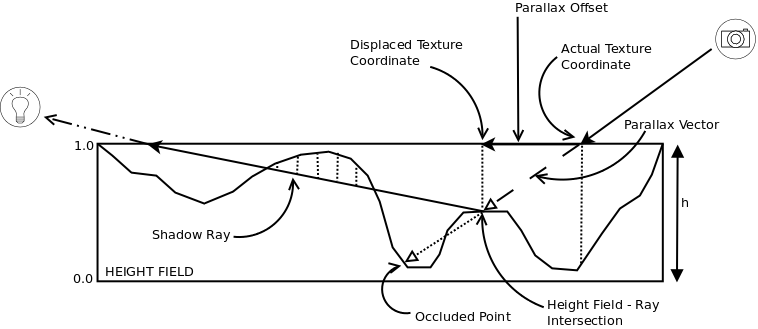 Parallax Offset
Displaced Texture
Coordinate
Actual Texture
Coordinate
Parallax Vector
1.0
h
Shadow Ray
0.0
HEIGHT FIELD
Occluded Point
Height Field - Ray
Intersection